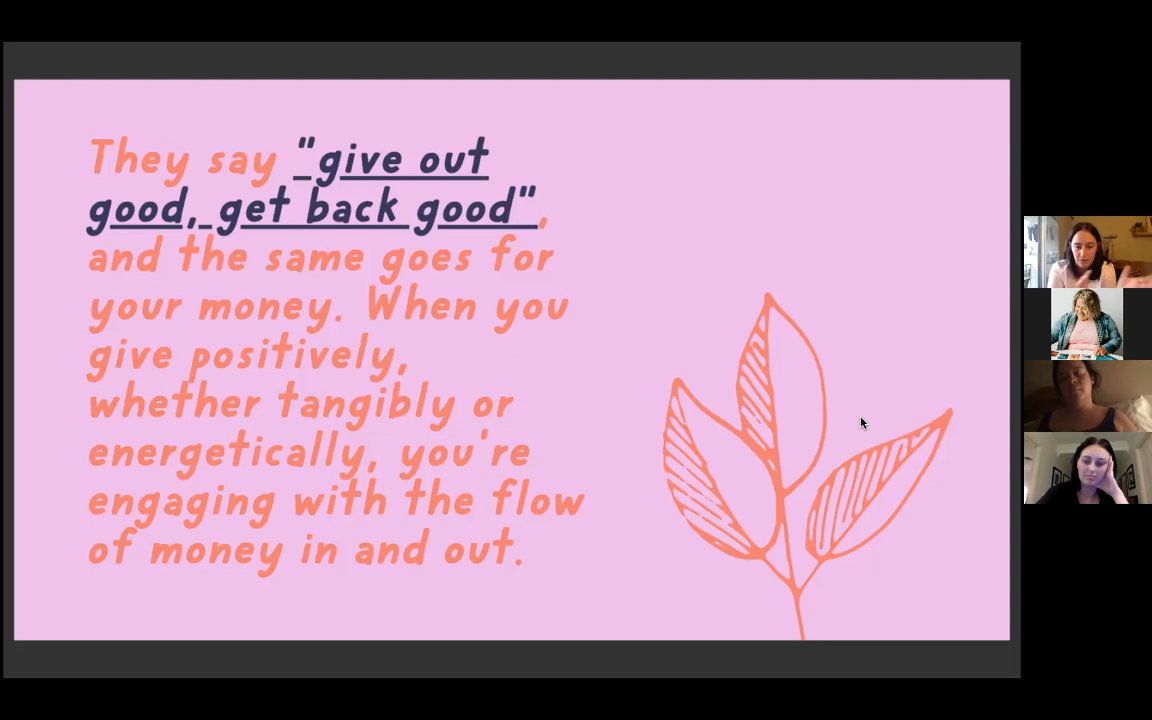 They say "give out
good, get back good",
and the same goes for
your money. When you
give positively,
whether tangibly or
energetically, you're
engaging with the flow
of money in and out.